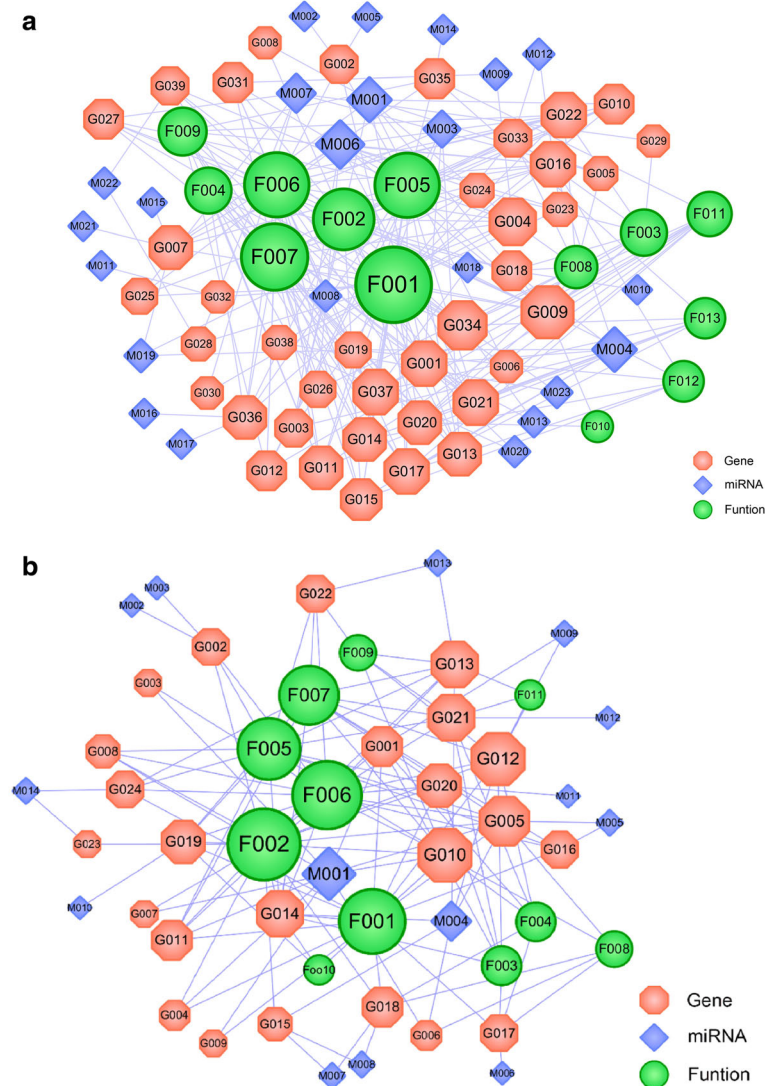 a
M002
M005
M014
G008
G002
M012
G039
G031
M007
M001
G035
M009
G027
F009
M006
M003
G033
G022
G010
G029
M022
F004
F006
F005
G024
G016
G005
M015
F002
G004
G023
F011
M021
G007
F007
F001
M018
G018
F008
F003
M011
G025
G032
M008
G034
G009
M010
F013
M019
G028
G038
G019
G001
G006
M004
F012
G030
G026
G037
G021
M023
M016
G036
G003
G020
M013
F010
M017
G014
G013
M020
G012
G011
G017
G015
Gene
miRNA
Funtion
b
M013
M003
M002
G022
M009
G002
F009
G013
G003
F007
F011
G021
M012
G008
F005
G001
G012
M014
G024
F006
G020
M011
G005
M005
G023
G019
F002
G010
G016
M001
M010
G007
G014
F001
M004
F004
G011
F003
F008
Foo10
G004
G018
G009
G015
G006
G017
M008
M007
M006
Gene
miRNA
Funtion